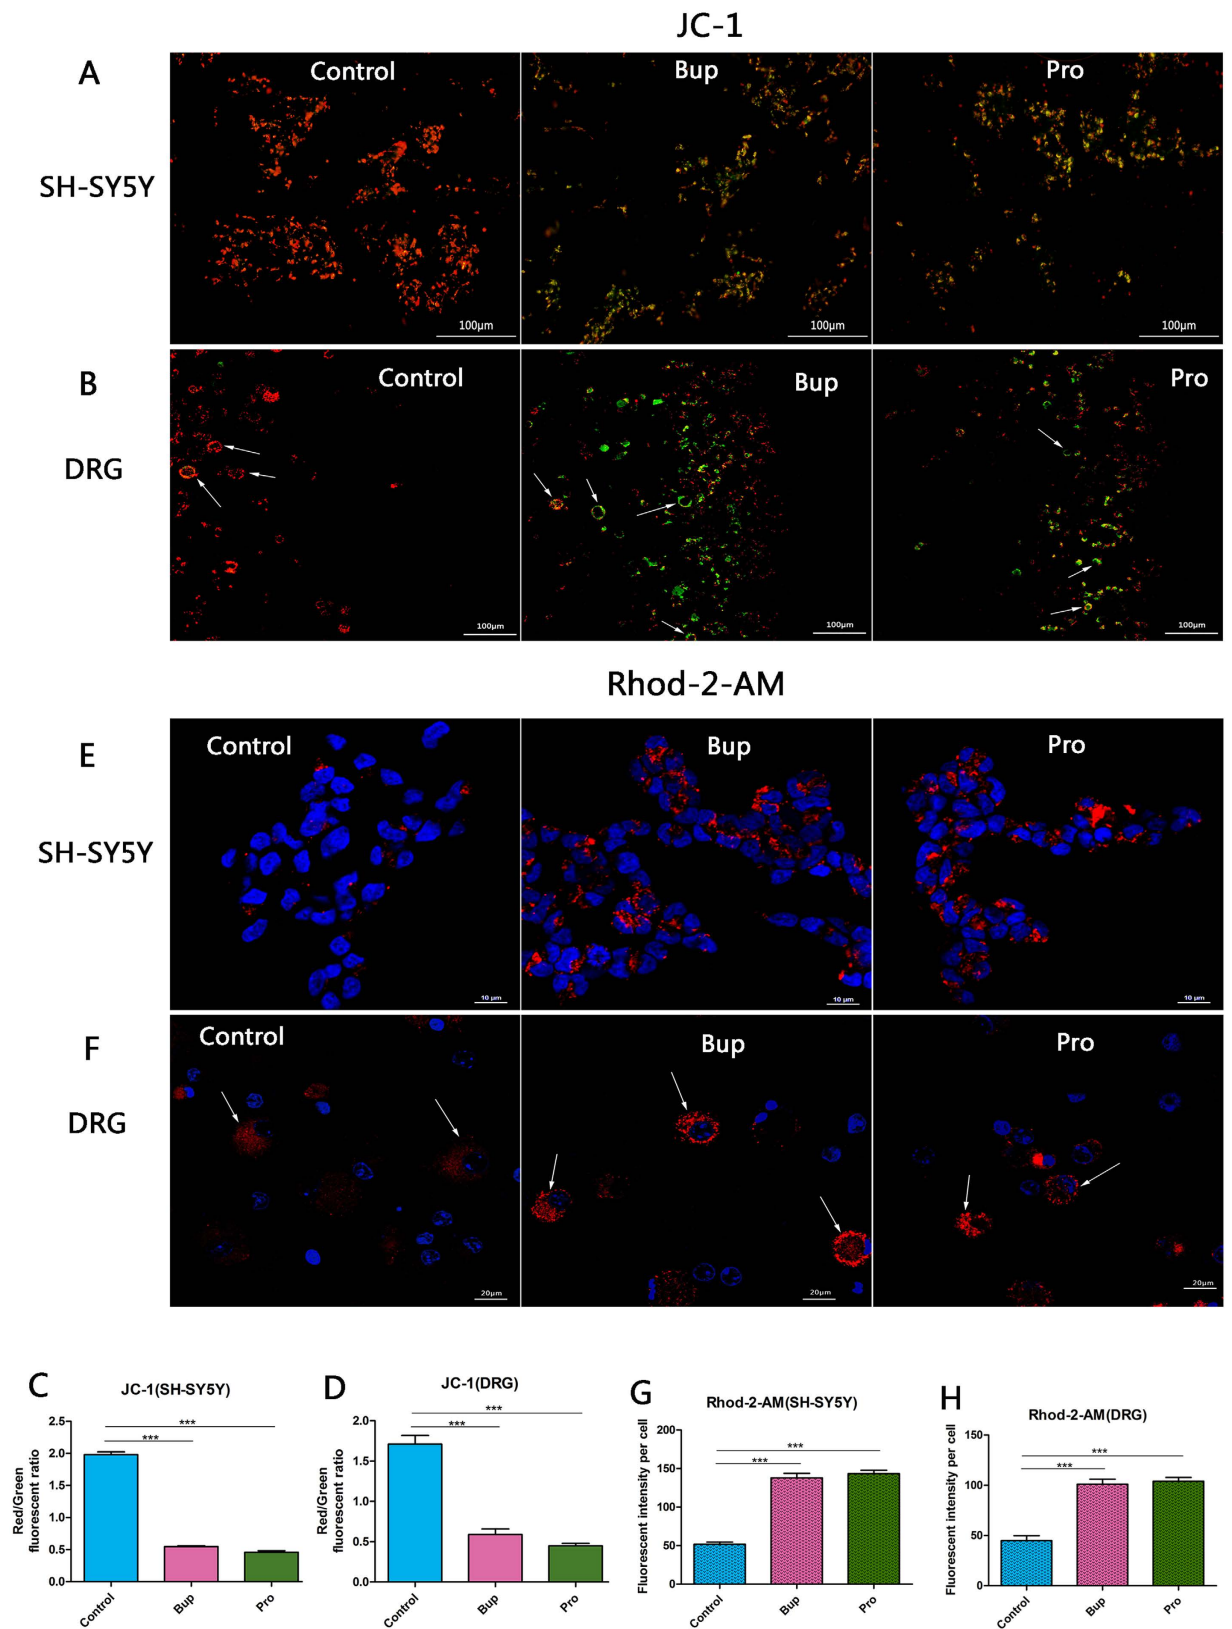 JC-1
A
Control
Bup
Pro
SH-SY5Y
100μm
100μm
100μm
B
Control
Bup
Pro
DRG
100μm
100μm
100μm
Rhod-2-AM
E
Control
Bup
Pro
SH-SY5Y
10 μm
10 μm
10 μm
F
Control
Bup
Pro
DRG
20μm
20μm
20μm
C
JC-1(SH-SY5Y)
Red/Green
fluorescent ratio
2.5
2.0
1.5
1.0
0.5
0.0
***
***
Control
Bup
Pro
D
JC-1(DRG)
Red/Green
fluorescent ratio
2.0
1.5
1.0
0.5
0.0
***
***
Control
Bup
Pro
G
Rhod-2-AM(SH-SY5Y)
Fluorescent intensity per cell
200
150
100
50
0
***
***
Control
Bup
Pro
H
Rhod-2-AM(DRG)
Fluorescent intensity per cell
150
100
50
0
***
***
Control
Bup
Pro